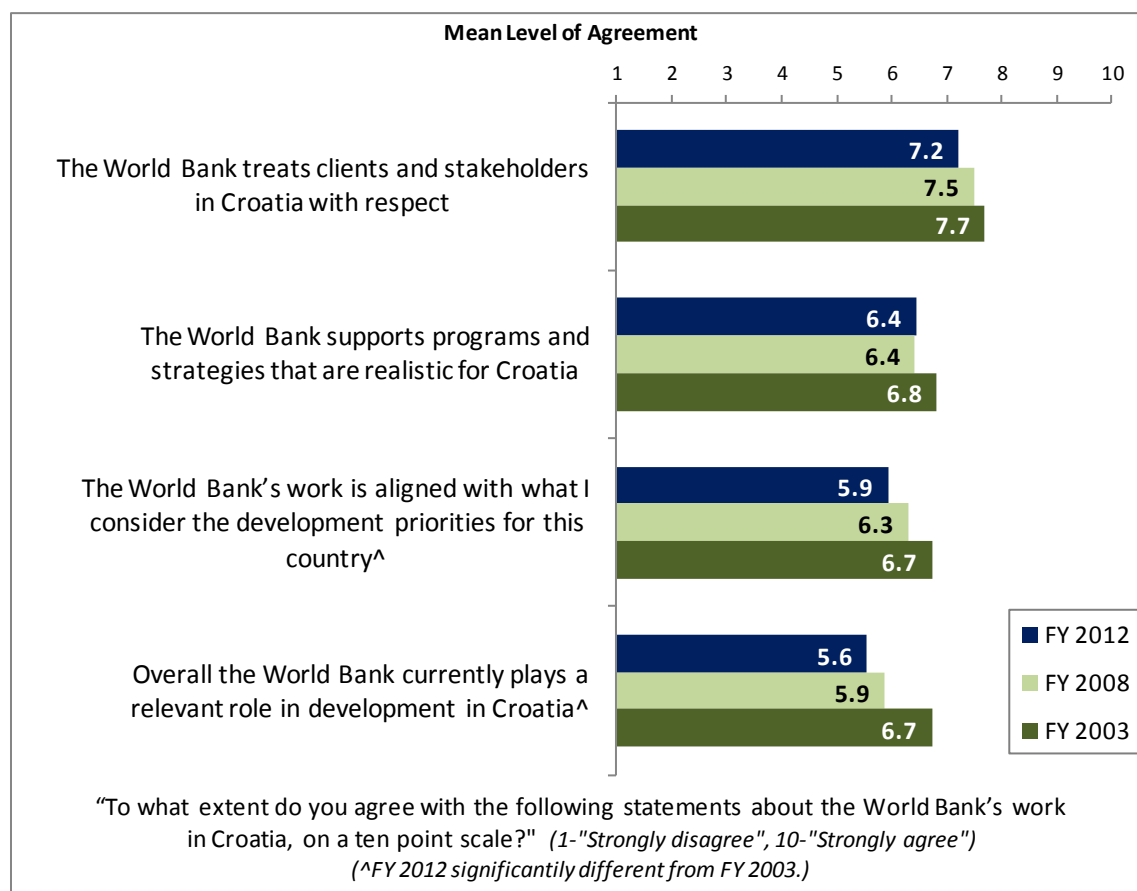 Mean Level of Agreement
1 2 3 4 5 6 7 8 9 10
The World Bank treats clients and stakeholders
in Croatia with respect
7.2
7.5
7.7
The World Bank supports programs and
strategies that are realistic for Croatia
6.4
6.4
6.8
The World Bank’s work is aligned with what I
consider the development priorities for this
country^
5.9
6.3
6.7
Overall the World Bank currently plays a
relevant role in development in Croatia^
5.6
5.9
6.7
FY 2012
FY 2008
FY 2003
“To what extent do you agree with the following statements about the World Bank’s work
in Croatia, on a ten point scale?" (1-"Strongly disagree", 10-"Strongly agree")
(^FY 2012 significantily different from FY 2003.)